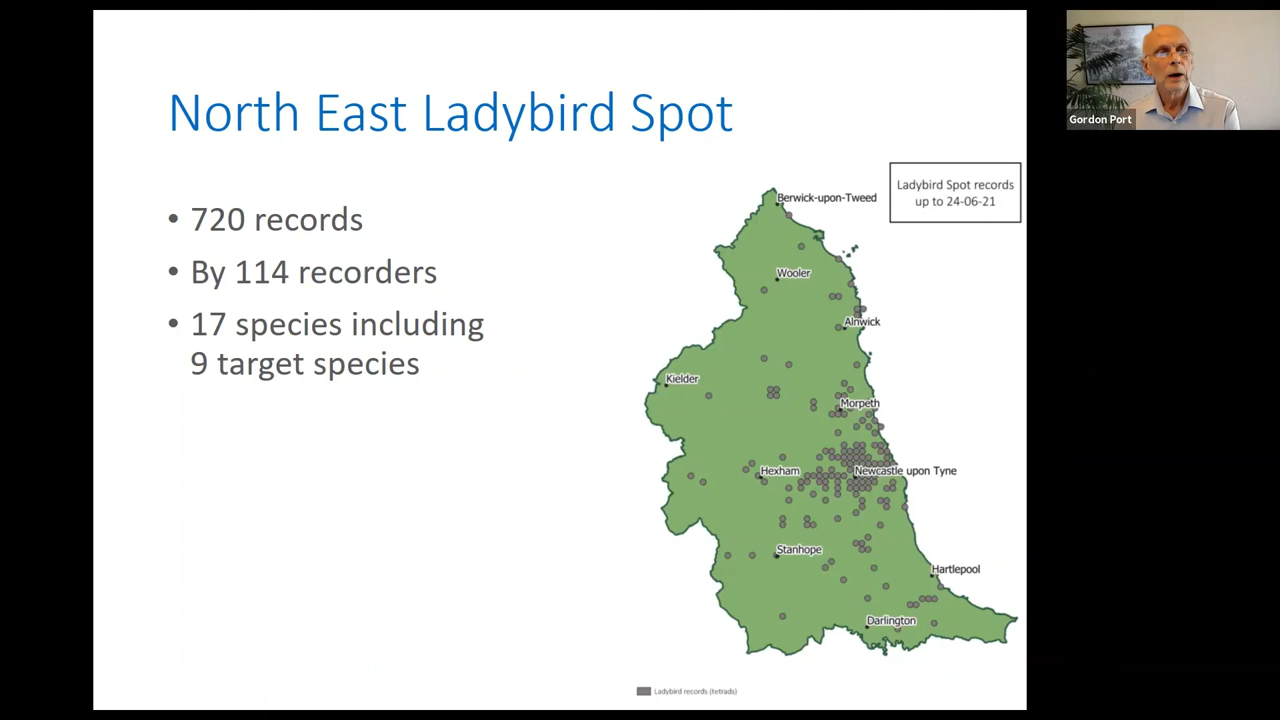 North East Ladybird Spot
• 720 records
• By 114 recorders
• 17 species including
9 target species
Ladybird Spot records
up to 24-06-21
Berwick-upon-Tweed
Wooler
Alnwick
Kielder
Morpeth
Hexham
Newcastle upon Tyne
Stanhope
Hartlepool
Darlington
Ladybird records (tetrads)
Gordon Port